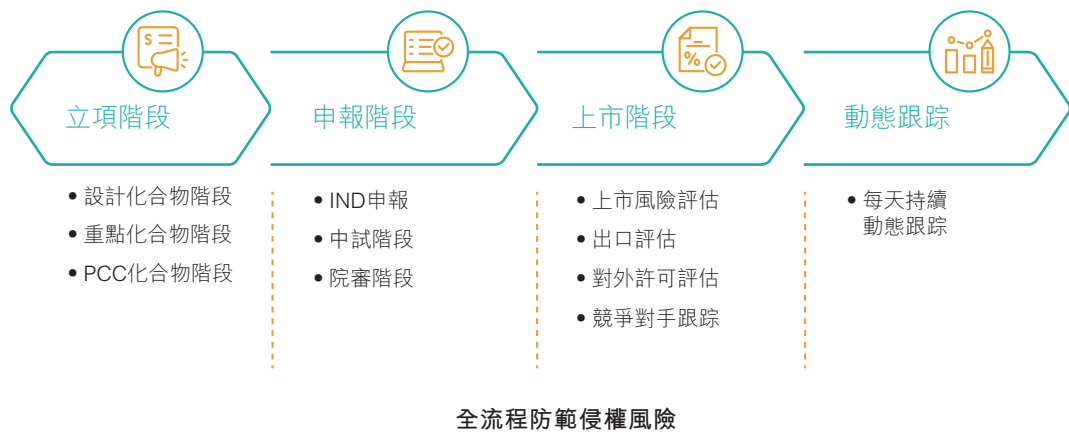 立項階段
申報階段
上市階段
動態跟踪
• 設計化合物階段
• 重點化合物階段
• PCC化合物階段
• IND申報
• 中試階段
• 院審階段
• 上市風險評估
• 出口評估
• 對外許可評估
• 競爭對手跟踪
• 每天持續
動態跟踪
全流程防範侵權風險